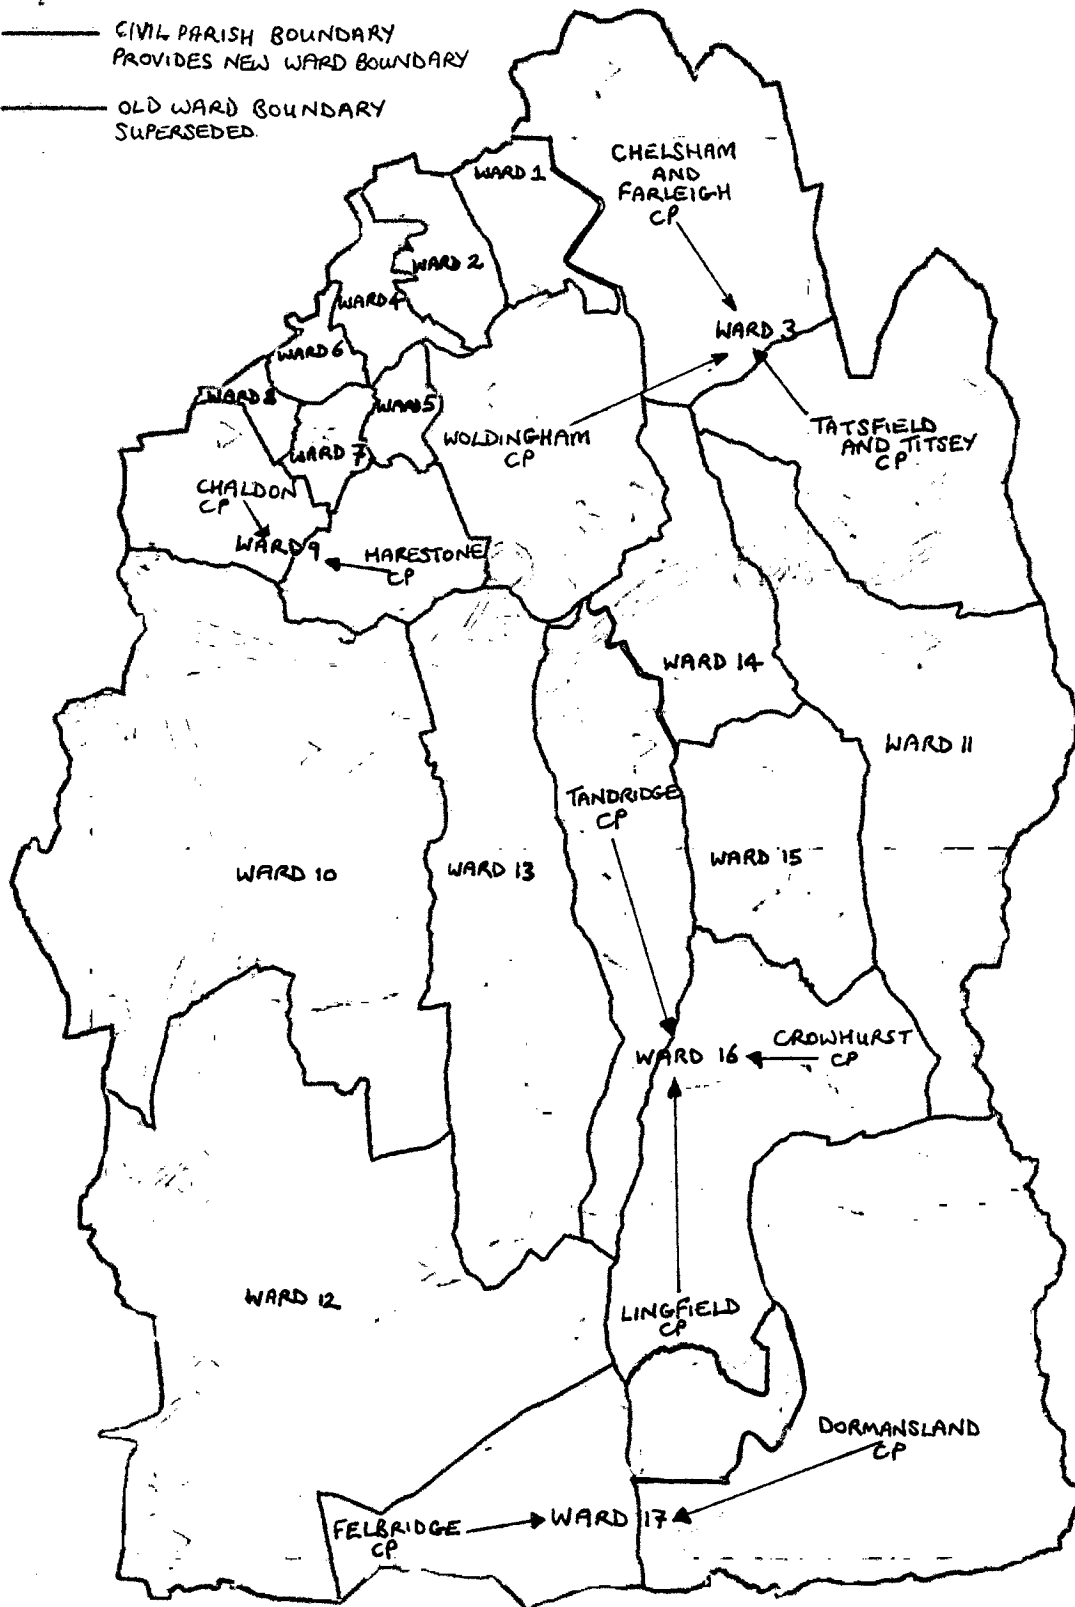 CIVIL PARISH BOUNDARY
PROVIDES NEW WARD BOUNDARY
OLD WARD BOUNDARY
SUPERSEDED.
CHELSHAM
AND
FARLEIGH
CP
WARD 1
WARD 2
WARD 4
WARD 3
WARD 6
WARD 8
WARD 5
WARD 7
WOLDINGHAM
CP
TATSFIELD
AND TITSEY
CP
CHALDON
CP
WARD 9
HARESTONE
CP
WARD 14
WARD 11
TANDRIDGE
CP
WARD 15
WARD 10
WARD 13
WARD 16
CROWHURST
CP
WARD 12
LINGFIELD
CP
DORMANSLAND
CP
FELBRIDGE
CP
WARD 17